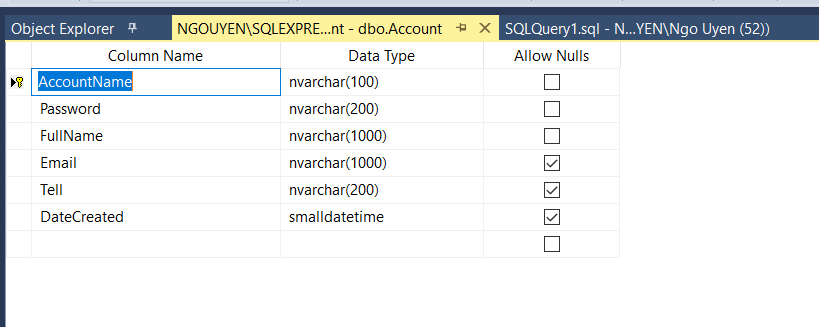 Object Explorer NGOUYEN\SQLEXPRE...nt - dbo.Account SQLQuery1.sql - N...YEN\Ngo Uyen (52))
Column Name Data Type Allow Nulls
AccountName nvarchar(100)
Password nvarchar(200)
FullName nvarchar(1000)
Email nvarchar(1000)
Tell nvarchar(200)
DateCreated smalldatetime